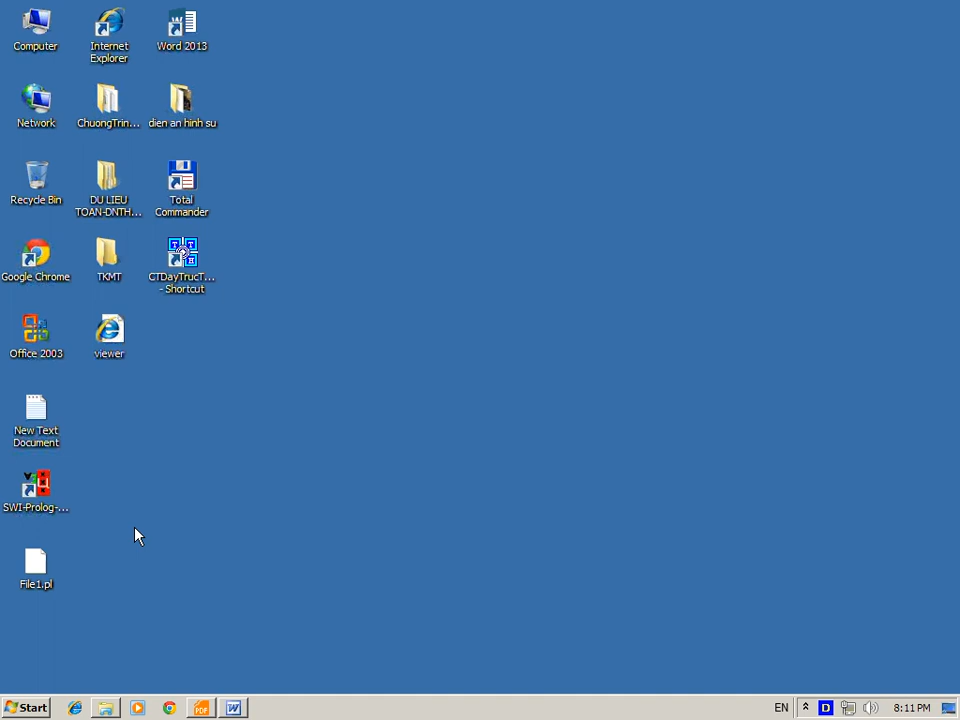 Computer
Internet Explorer
Word 2013
Network
ChuongTrin...
dien an hinh su
Recycle Bin
DU LIEU
TOAN-DNTH...
Total
Commander
Google Chrome
TKMT
CTDayTrucT...
- Shortcut
Office 2003
viewer
New Text
Document
SWI-Prolog-...
File1.pl
Start
PDF
EN
D
8:11 PM